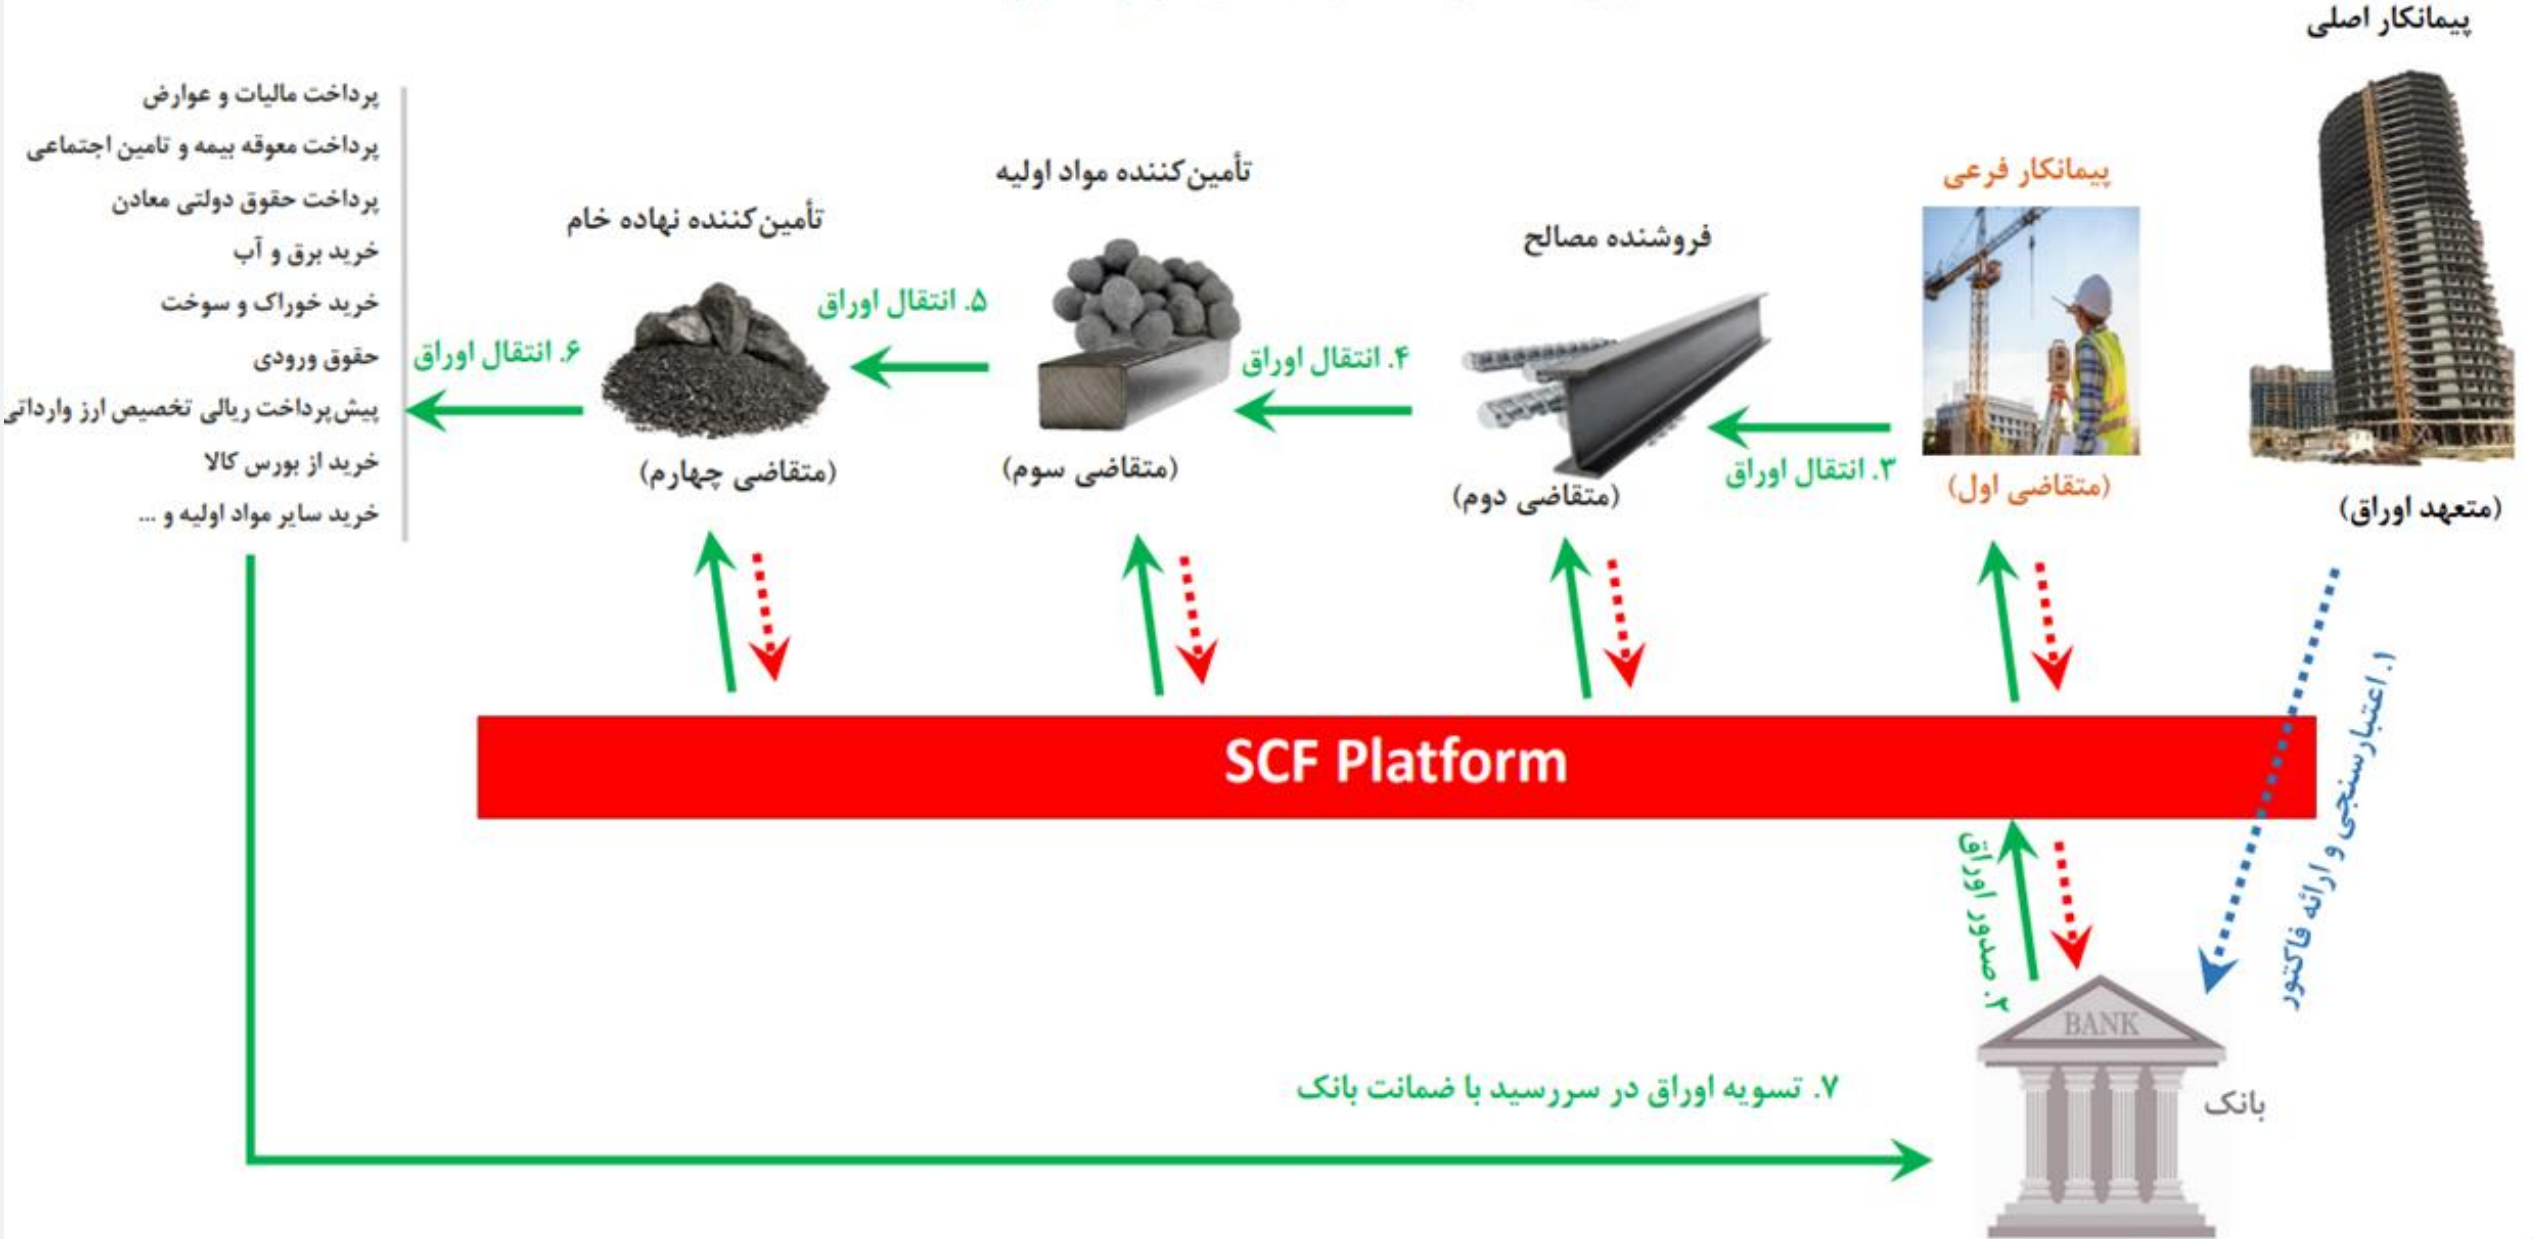 پیمانکار اصلی
(متعهد اوراق)
پیمانکار فرعی
(متقاضی اول)
۳. انتقال اوراق
فروشنده مصالح
(متقاضی دوم)
۴. انتقال اوراق
تأمین‌کننده مواد اولیه
(متقاضی سوم)
۵. انتقال اوراق
تأمین‌کننده نهاده خام
(متقاضی چهارم)
۶. انتقال اوراق
پرداخت مالیات و عوارض
پرداخت معوقه بیمه و تامین اجتماعی
پرداخت حقوق دولتی معادن
خرید برق و آب
خرید خوراک و سوخت
حقوق ورودی
پیش‌پرداخت ریالی تخصیص ارز وارداتی
خرید از بورس کالا
خرید سایر مواد اولیه و ...
SCF Platform
۱. اعتبارسنجی و ارائه فاکتور
۲. صدور اوراق
BANK
بانک
۷. تسویه اوراق در سررسید با ضمانت بانک